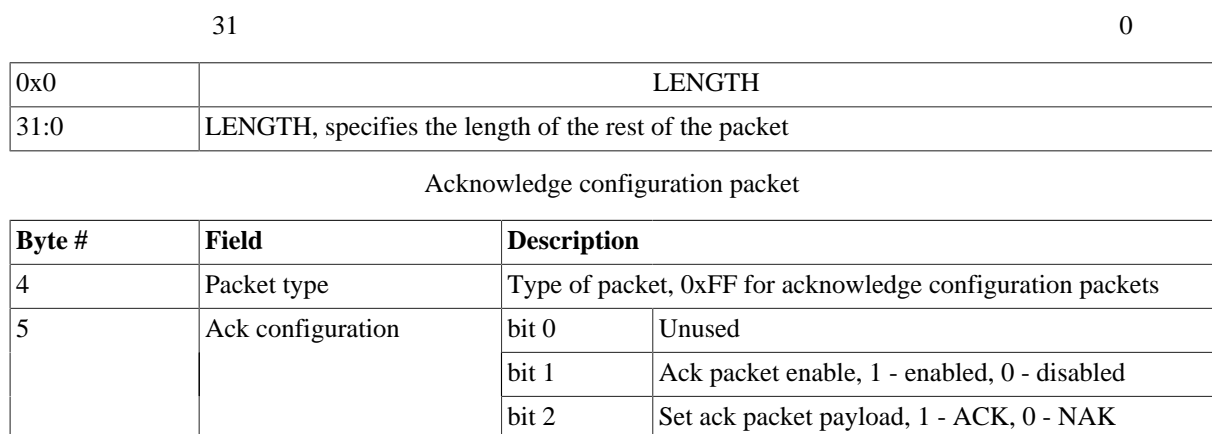 31 0
0x0 LENGTH
31:0 LENGTH, specifies the length of the rest of the packet
Acknowledge configuration packet
Byte # Field Description
4 Packet type Type of packet, 0xFF for acknowledge configuration packets
5 Ack configuration bit 0 Unused
bit 1 Ack packet enable, 1 - enabled, 0 - disabled
bit 2 Set ack packet payload, 1 - ACK, 0 - NAK